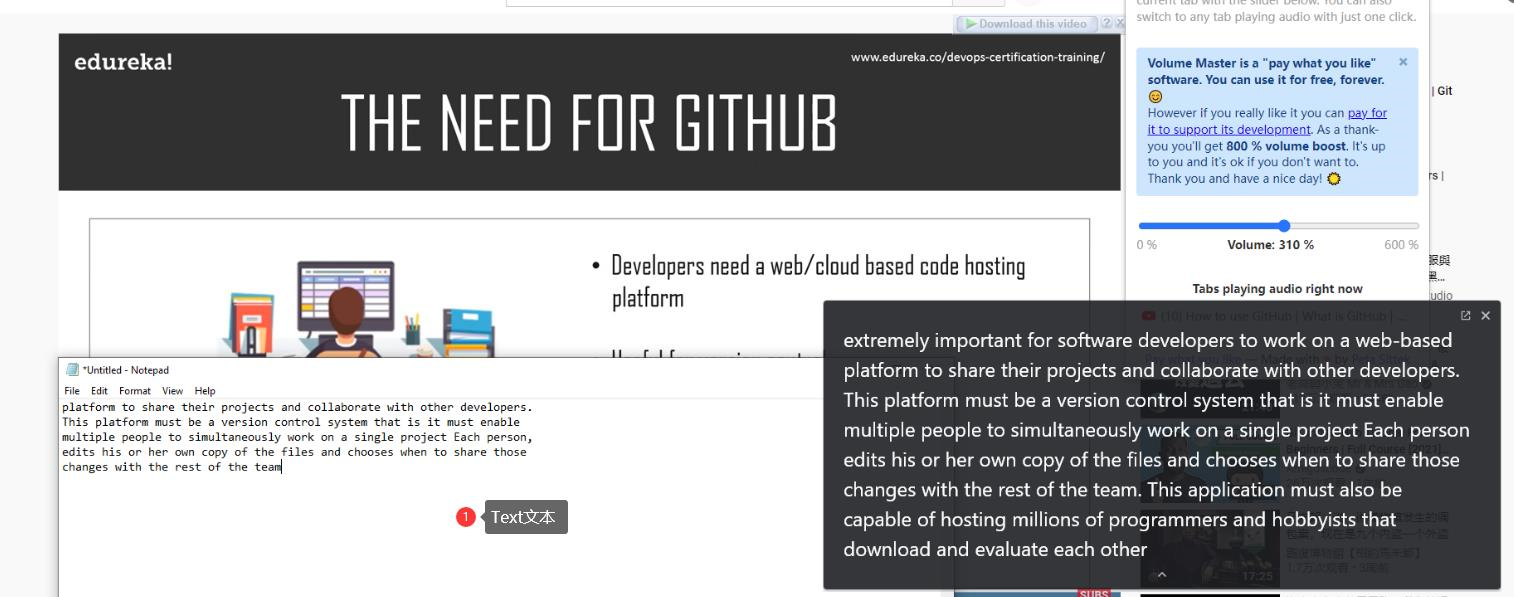 current tab with the slider below. You can also
switch to any tab playing audio with just one click.
Download this video
edureka!
www.edureka.co/devops-certification-training/
THE NEED FOR GITHUB
• Developers need a web/cloud based code hosting
platform
Volume Master is a "pay what you like"
software. You can use it for free, forever.
However if you really like it you can pay for
it to support its development. As a thank-
you you'll get 800 % volume boost. It's up
to you and it's ok if you don't want to.
Thank you and have a nice day!
0 %
Volume: 310 %
600 %
Tabs playing audio right now
(10) How to use GitHub | What is GitHub | ...
| Git
rs |
*Untitled - Notepad
File Edit Format View Help
platform to share their projects and collaborate with other developers.
This platform must be a version control system that is it must enable
multiple people to simultaneously work on a single project Each person,
edits his or her own copy of the files and chooses when to share those
changes with the rest of the team
1
Text文本
extremely important for software developers to work on a web-based
platform to share their projects and collaborate with other developers.
This platform must be a version control system that is it must enable
multiple people to simultaneously work on a single project Each person
edits his or her own copy of the files and chooses when to share those
changes with the rest of the team. This application must also be
capable of hosting millions of programmers and hobbyists that
download and evaluate each other
17:25
SUBS